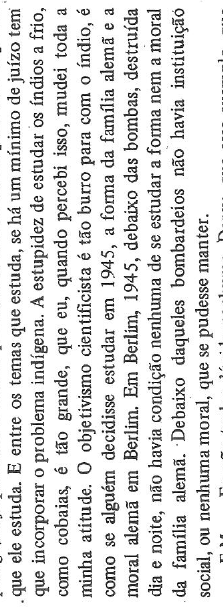 que ele estuda. E entre os temas que estuda, se há um mínimo de juízo tem
que incorporar o problema indígena. A estupidez de estudar os índios a frio,
como cobaias, é tão grande, que eu, quando percebi isso, mudei toda a
minha atitude. O objetivismo cientificista é tão burro para com o índio, é
como se alguém decidisse estudar em 1945, a forma da família alemã e a
moral alemã em Berlim. Em Berlim, 1945, debaixo das bombas, destruída
dia e noite, não havia condição nenhuma de se estudar a forma nem a moral
da família alemã. Debaixo daqueles bombardeios não havia instituição
social, ou nenhuma moral, que se pudesse manter.